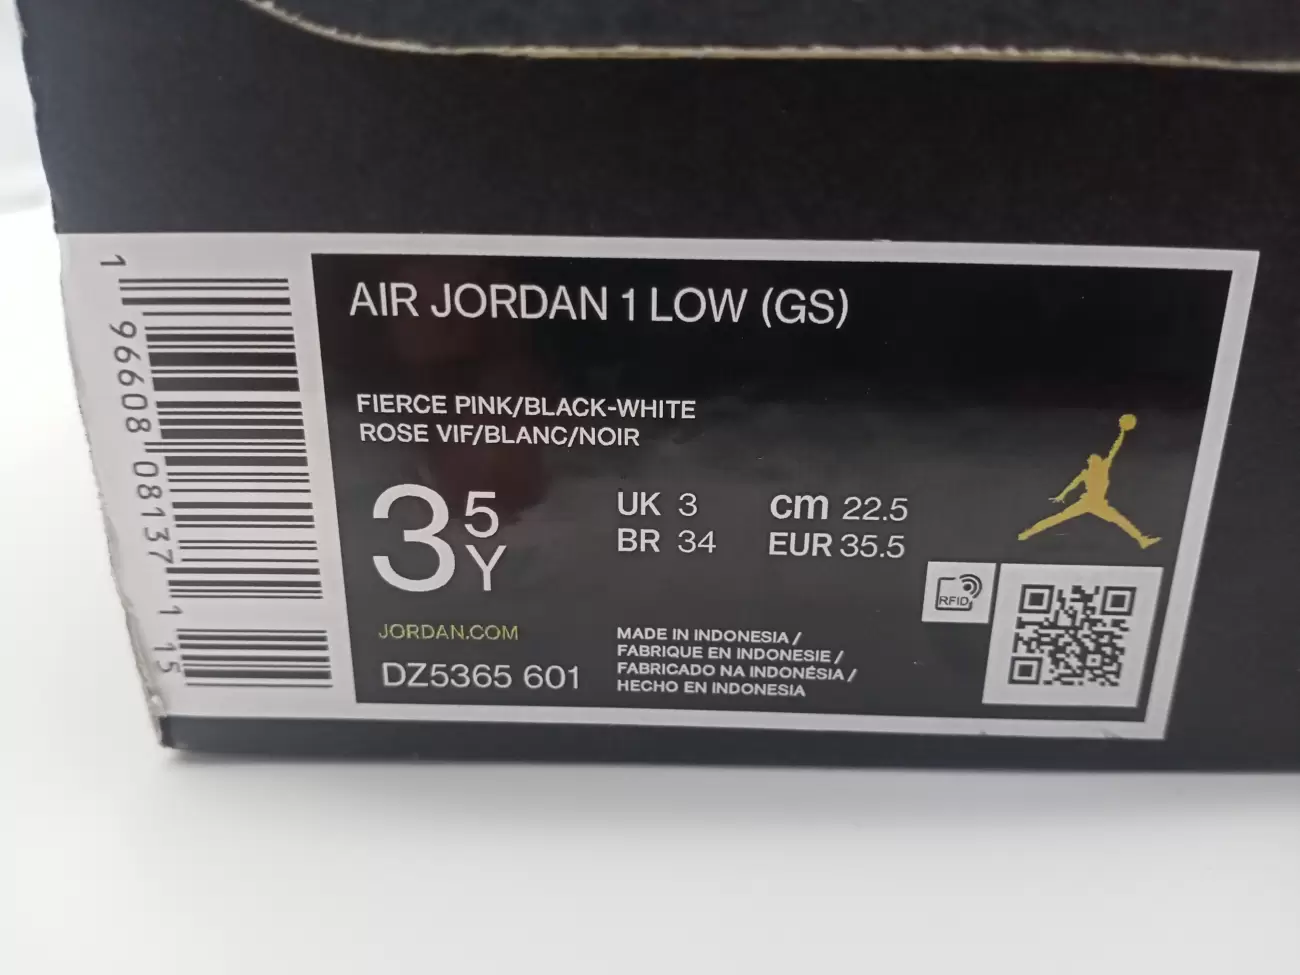 AIR JORDAN 1 LOW (GS)
FIERCE PINK/BLACK-WHITE
ROSE VIF/BLANC/NOIR
3 5Y
UK 3
cm 22.5
BR 34
EUR 35.5
JORDAN.COM
DZ5365 601
MADE IN INDONESIA /
FABRIQUE EN INDONESIE /
FABRICADO NA INDONÉSIA /
HECHO EN INDONESIA
RFID
1 96608 08137 1 15